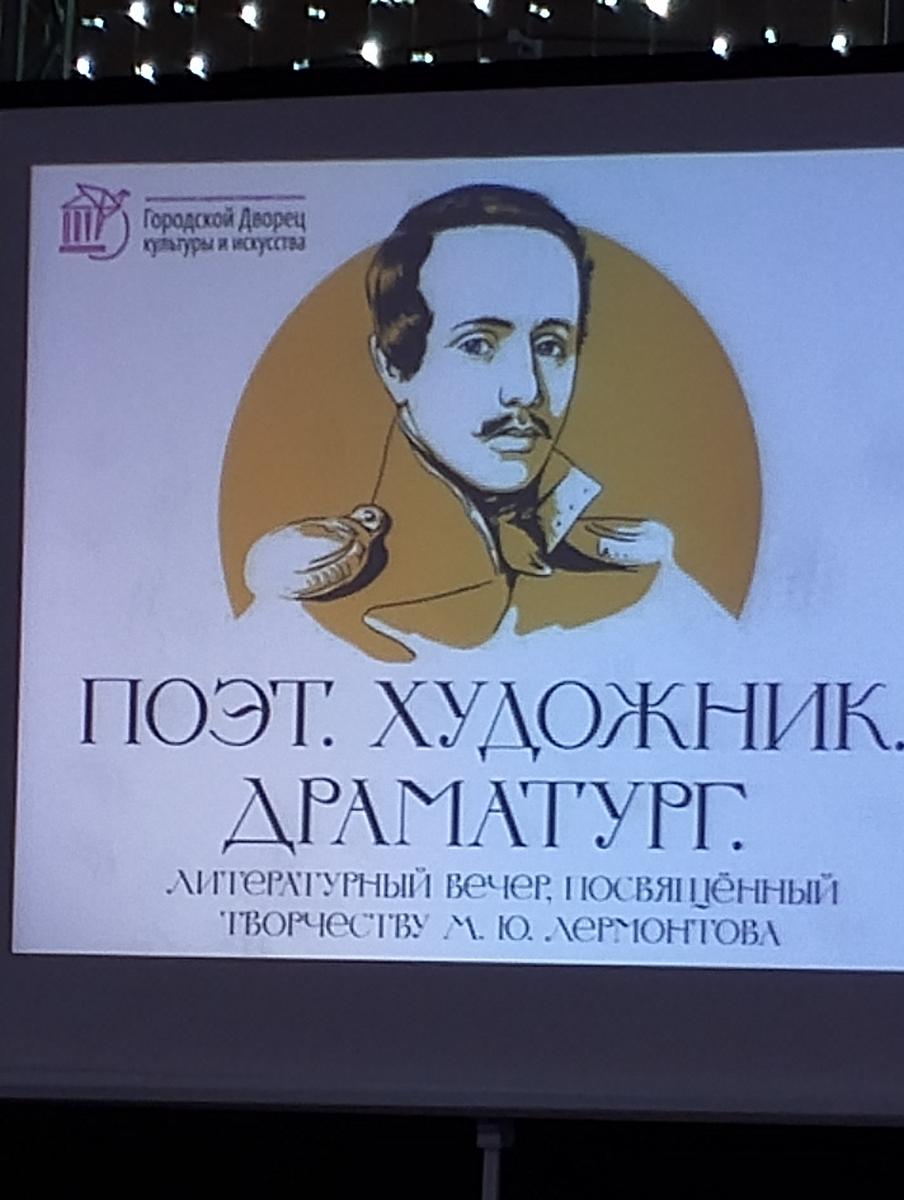 Городской Дворец
культуры и искусства
ПОЭТ. ХУДОЖНИК.
ДРАМАТУРГ.
ЛИТЕРАТУРНЫЙ ВЕЧЕР, ПОСВЯЩЁННЫЙ
ТВОРЧЕСТВУ М. Ю. ЛЕРМОНТОВА